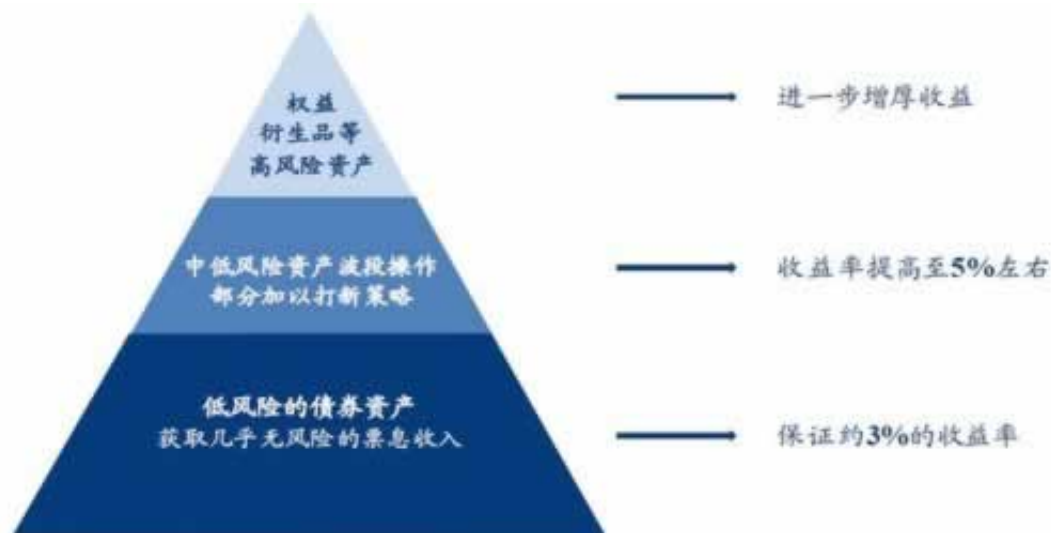 权益
衍生品等
高风险资产
进一步增厚收益
中低风险资产波段操作
部分加以打新策略
收益率提高至5%左右
低风险的债券资产
获取几乎无风险的票息收入
保证约3%的收益率